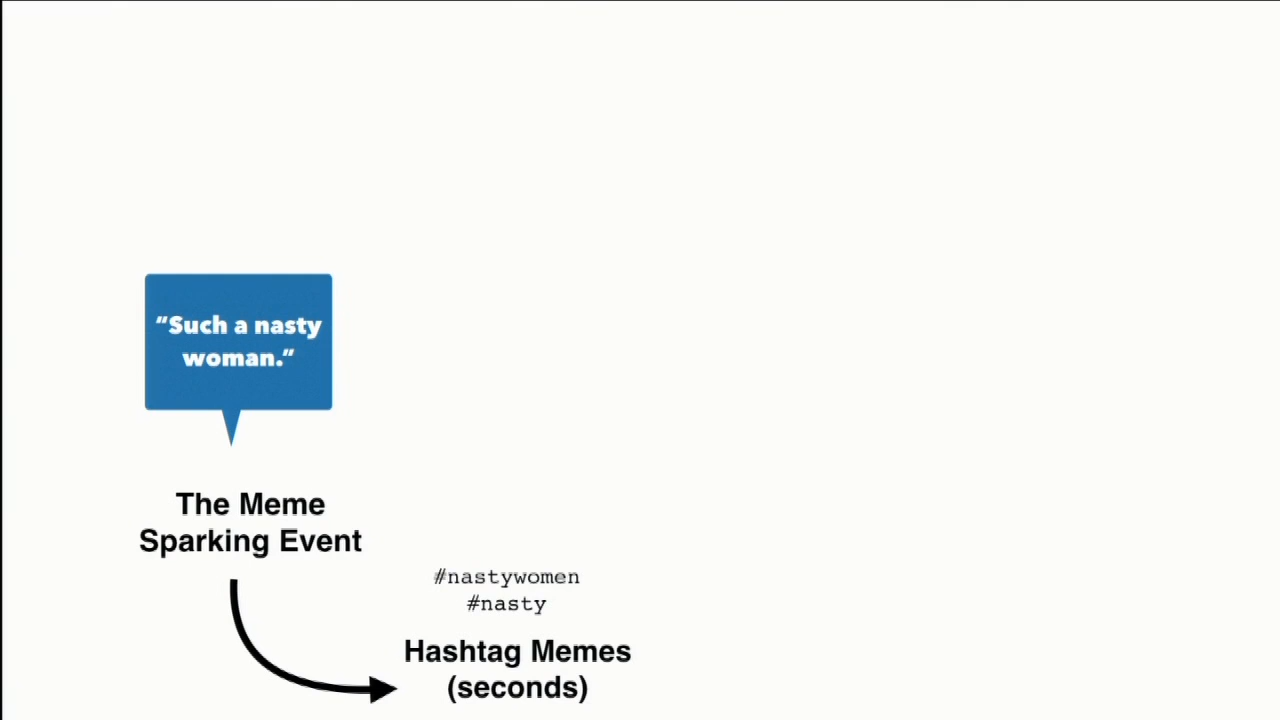 “Such a nasty
woman.”
The Meme
Sparking Event
#nastywomen
#nasty
Hashtag Memes
(seconds)